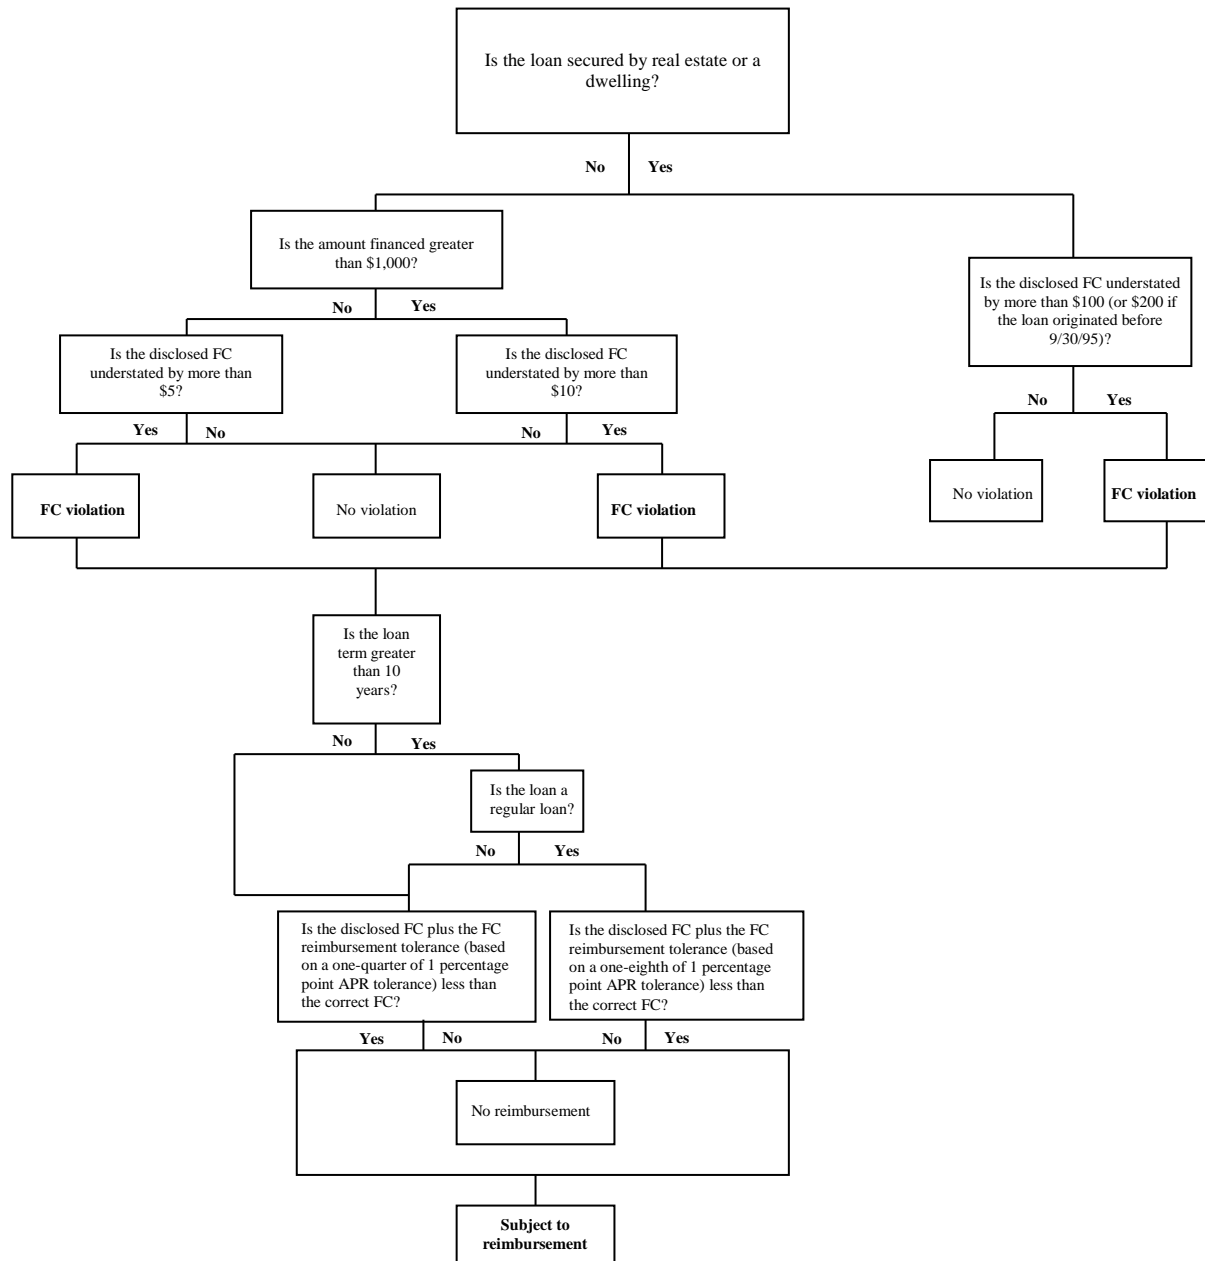 Is the loan secured by real estate or a
dwelling?
No
Yes
Is the amount financed greater
than $1,000?
Is the disclosed FC understated
by more than $100 (or $200 if
the loan originated before
9/30/95)?
No
Yes
Is the disclosed FC
understated by more than
$5?
Is the disclosed FC
understated by more than
$10?
No
Yes
Yes
No
No
Yes
FC violation
No violation
FC violation
No violation
FC violation
Is the loan
term greater
than 10
years?
No
Yes
Is the loan a
regular loan?
No
Yes
Is the disclosed FC plus the FC
reimbursement tolerance (based
on a one-quarter of 1 percentage
point APR tolerance) less than
the correct FC?
Is the disclosed FC plus the FC
reimbursement tolerance (based
on a one-eighth of 1 percentage
point APR tolerance) less than
the correct FC?
Yes
No
No
Yes
No reimbursement
Subject to
reimbursement